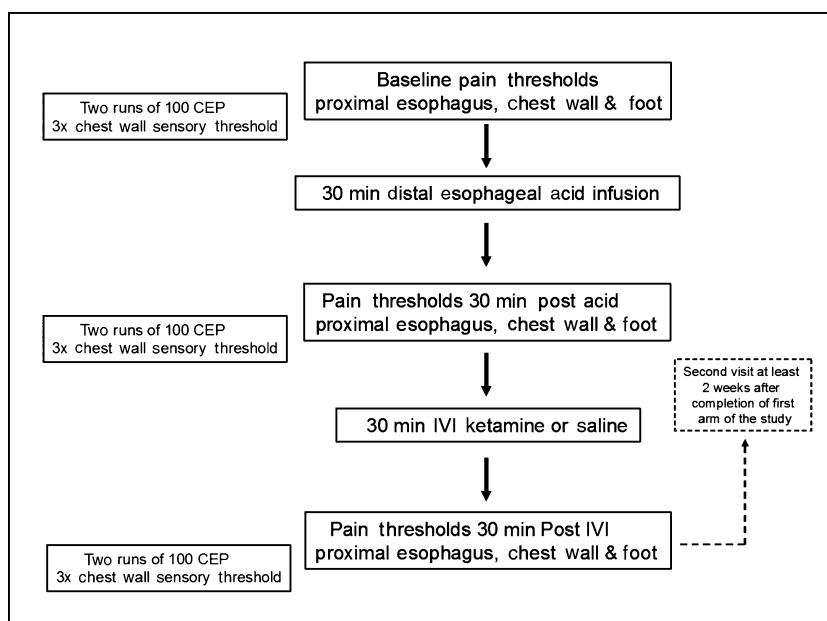 Baseline pain thresholds
proximal esophagus, chest wall & foot
Two runs of 100 CEP
3x chest wall sensory threshold
30 min distal esophageal acid infusion
Pain thresholds 30 min post acid
proximal esophagus, chest wall & foot
Two runs of 100 CEP
3x chest wall sensory threshold
30 min IVI ketamine or saline
Second visit at least
2 weeks after
completion of first
arm of the study
Pain thresholds 30 min Post IVI
proximal esophagus, chest wall & foot
Two runs of 100 CEP
3x chest wall sensory threshold